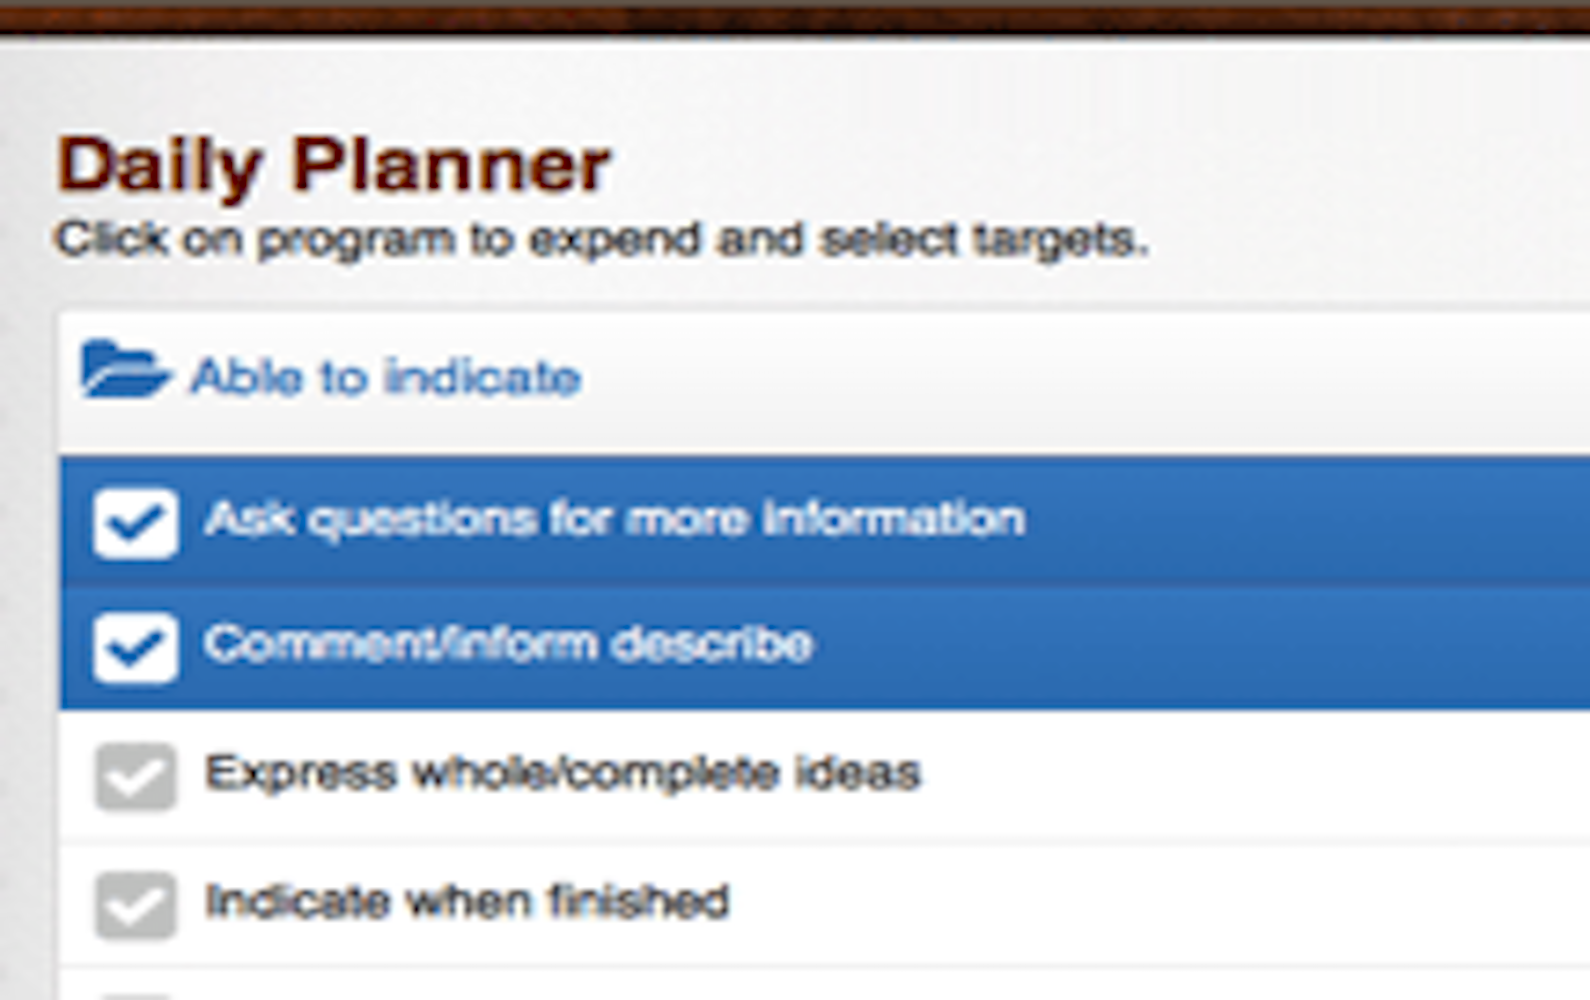 Daily Planner
Click on program to expend and select targets.
Able to indicate
Ask questions for more information
Comment/inform describe
Express whole/complete ideas
Indicate when finished